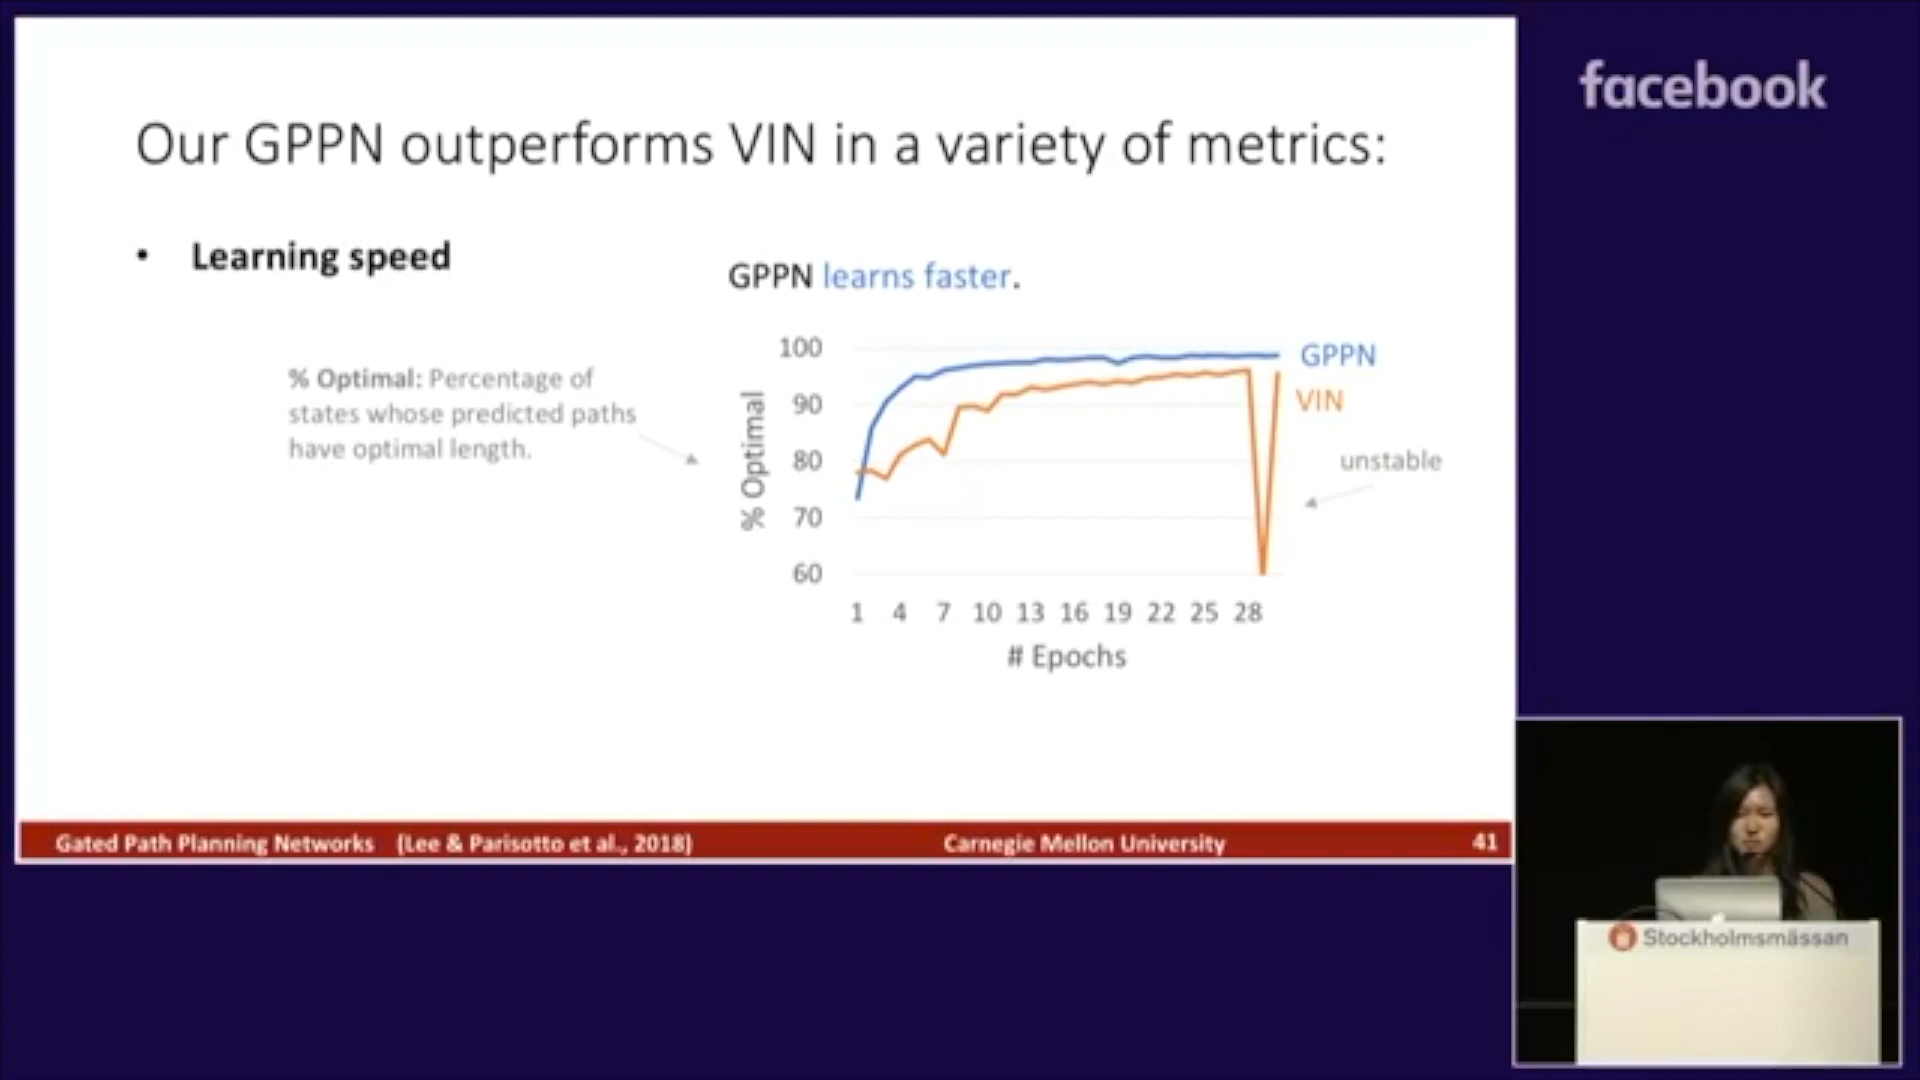 facebook
Our GPPN outperforms VIN in a variety of metrics:
• Learning speed
GPPN learns faster.
% Optimal: Percentage of
states whose predicted paths
have optimal length.
% Optimal
100
90
80
70
60
GPPN
VIN
unstable
1 4 7 10 13 16 19 22 25 28
# Epochs
Gated Path Planning Networks (Lee & Parisotto et al., 2018) Carnegie Mellon University 41
Stockholmsmässan